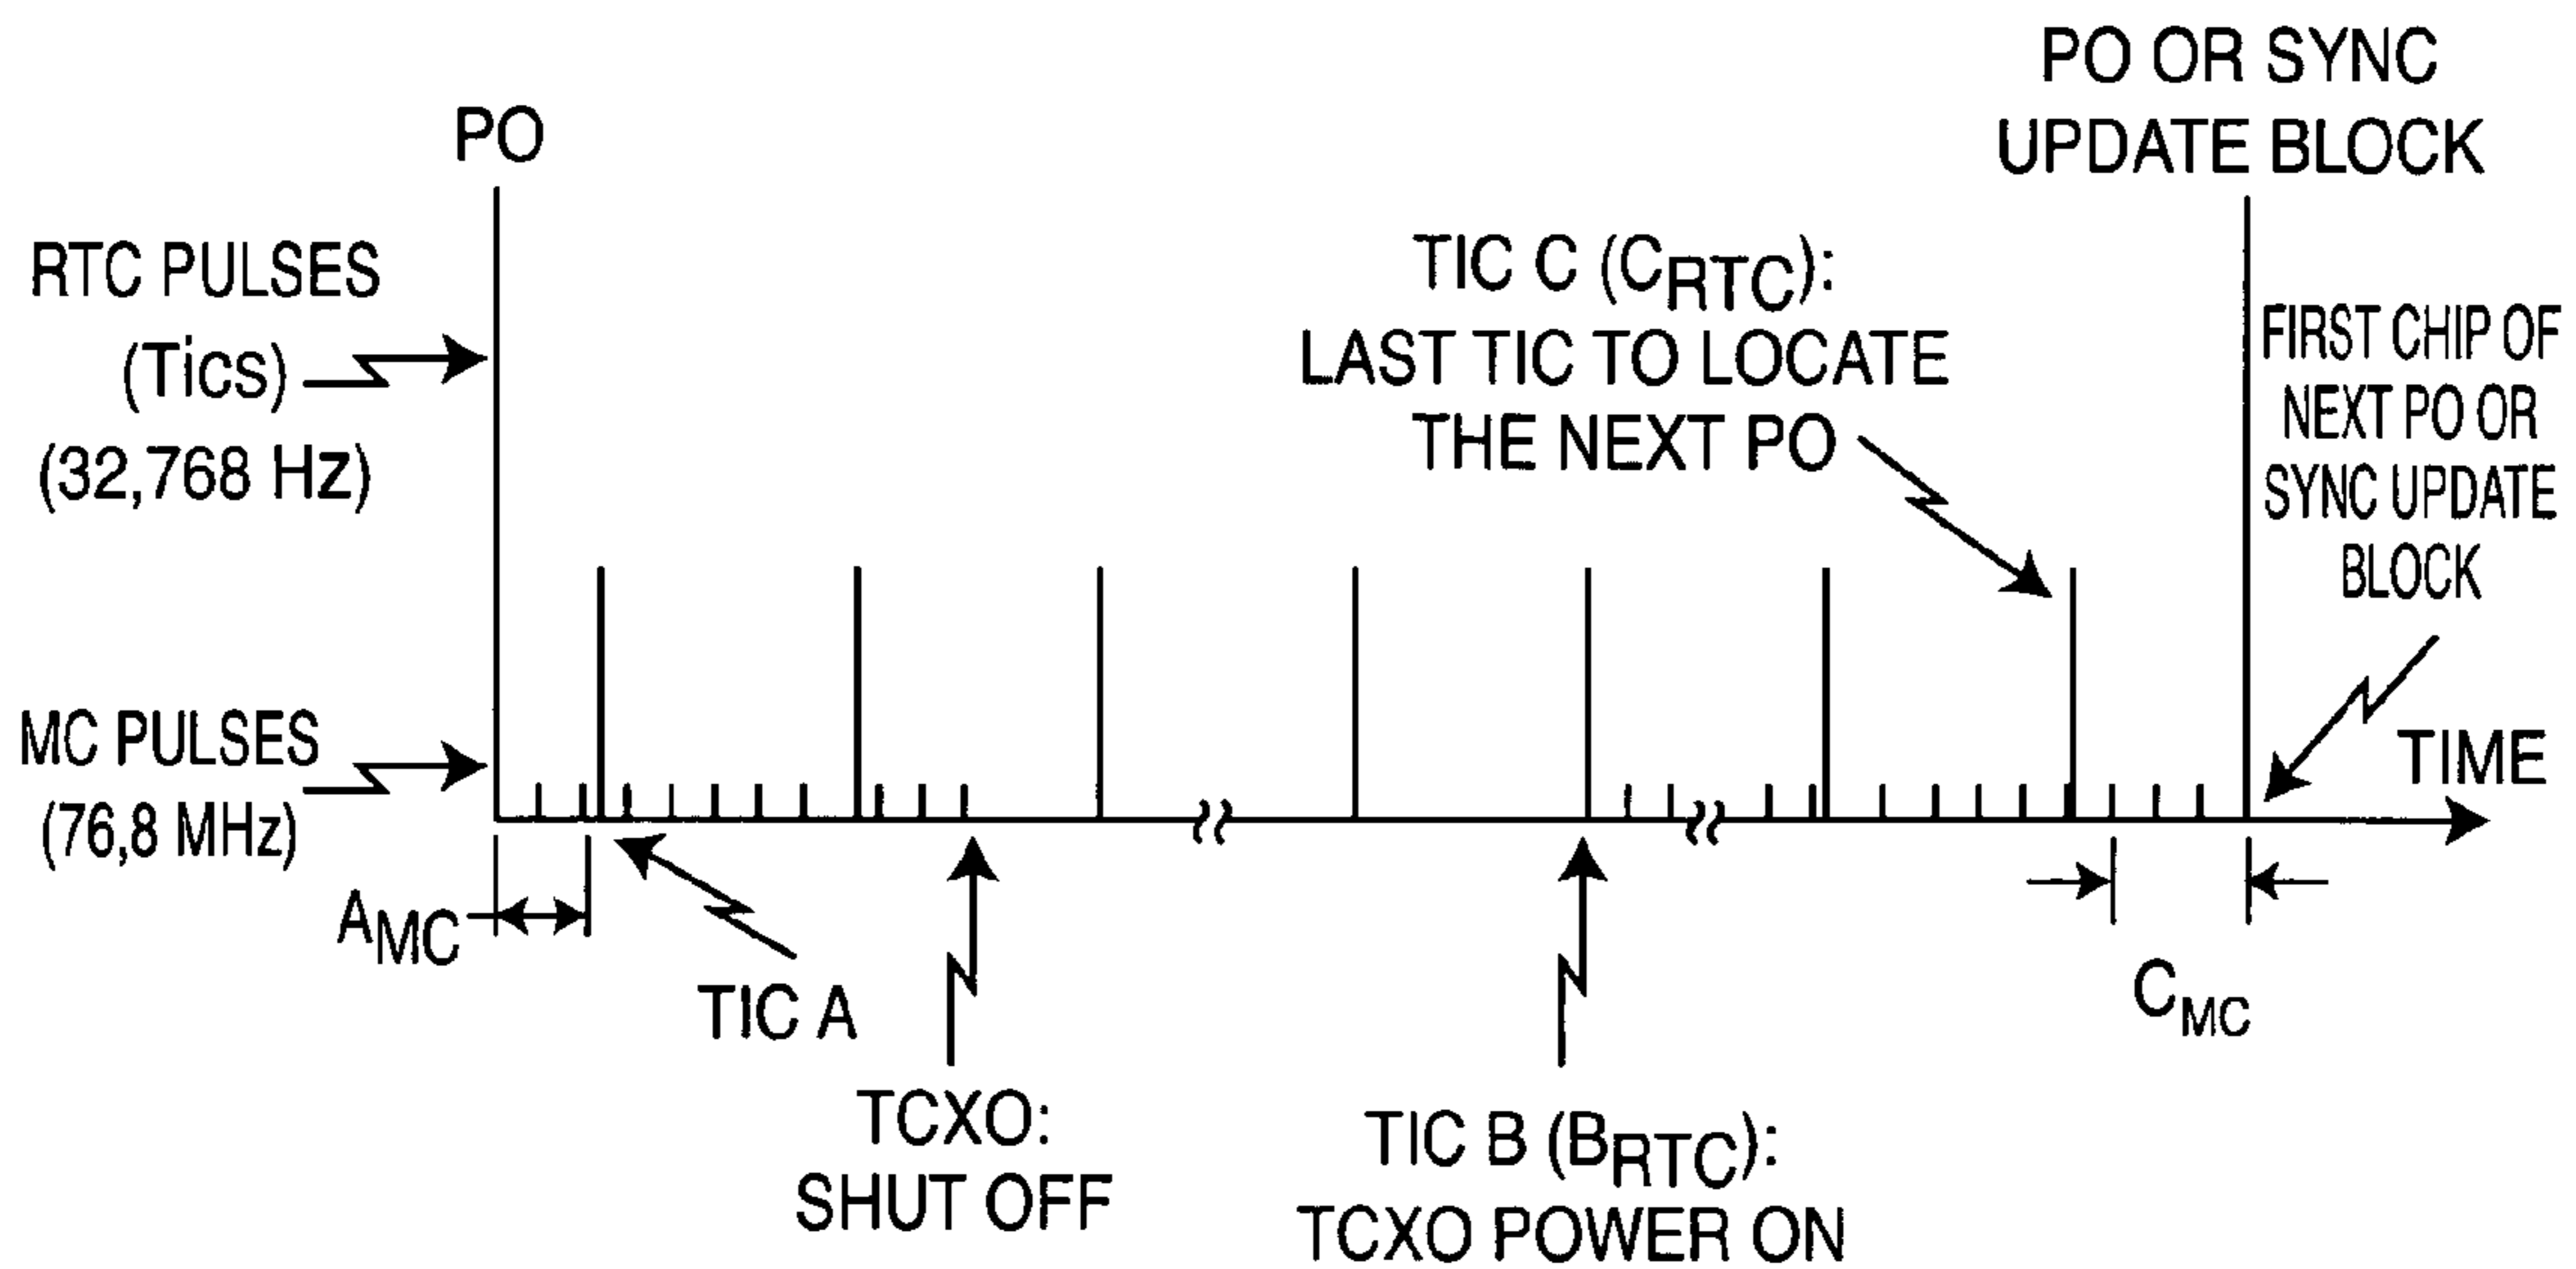 PO
RTC PULSES
(Tics)
(32,768 Hz)
MC PULSES
(76,8 MHz)
AMC
TIC A
TCXO:
SHUT OFF
TIC B (BRTC):
TCXO POWER ON
TIC C (CRTC):
LAST TIC TO LOCATE
THE NEXT PO
PO OR SYNC
UPDATE BLOCK
FIRST CHIP OF
NEXT PO OR
SYNC UPDATE
BLOCK
TIME
CMC